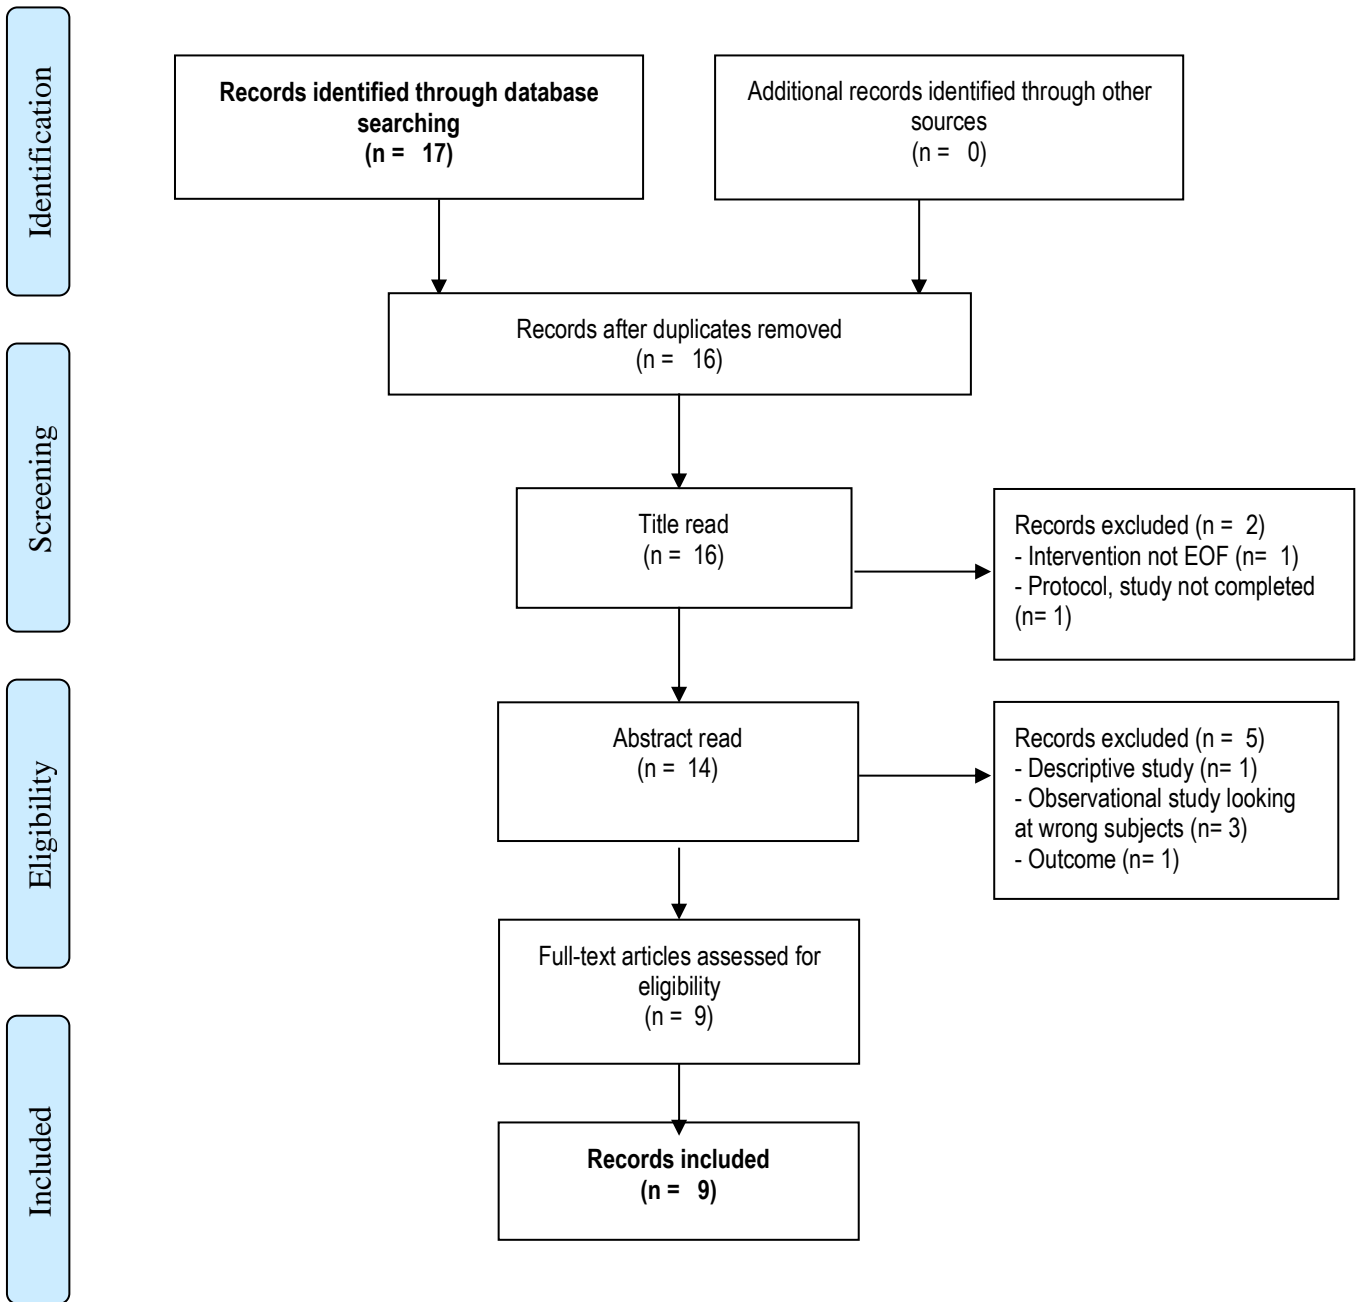 Identification
Records identified through database
searching
(n = 17)
Additional records identified through other
sources
(n = 0)
Records after duplicates removed
(n = 16)
Screening
Title read
(n = 16)
Records excluded (n = 2)
- Intervention not EOF (n= 1)
- Protocol, study not completed
(n= 1)
Eligibility
Abstract read
(n = 14)
Records excluded (n = 5)
- Descriptive study (n= 1)
- Observational study looking
at wrong subjects (n= 3)
- Outcome (n= 1)
Full-text articles assessed for
eligibility
(n = 9)
Included
Records included
(n = 9)